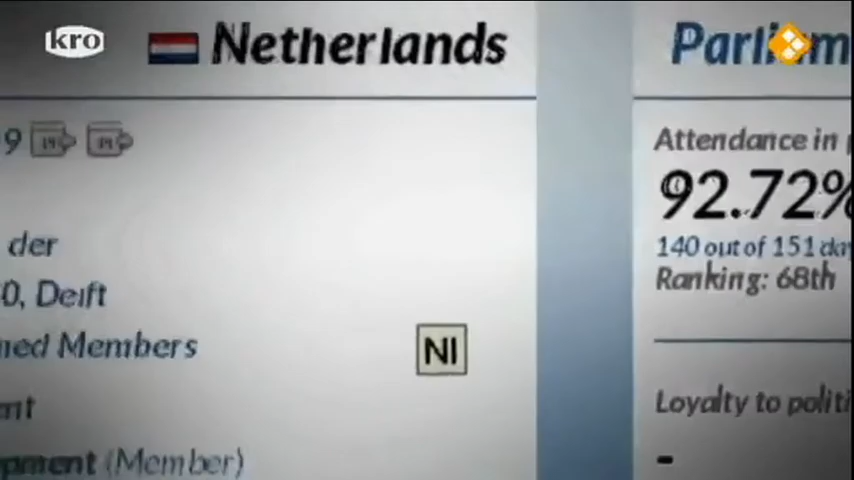 kro
Netherlands
Parli m
9
Attendance in
92.72%
140 out of 151 day
Ranking: 68th
der
0, Delft
ned Members
NI
nt
Loyalty to politi
-
pment (Member)